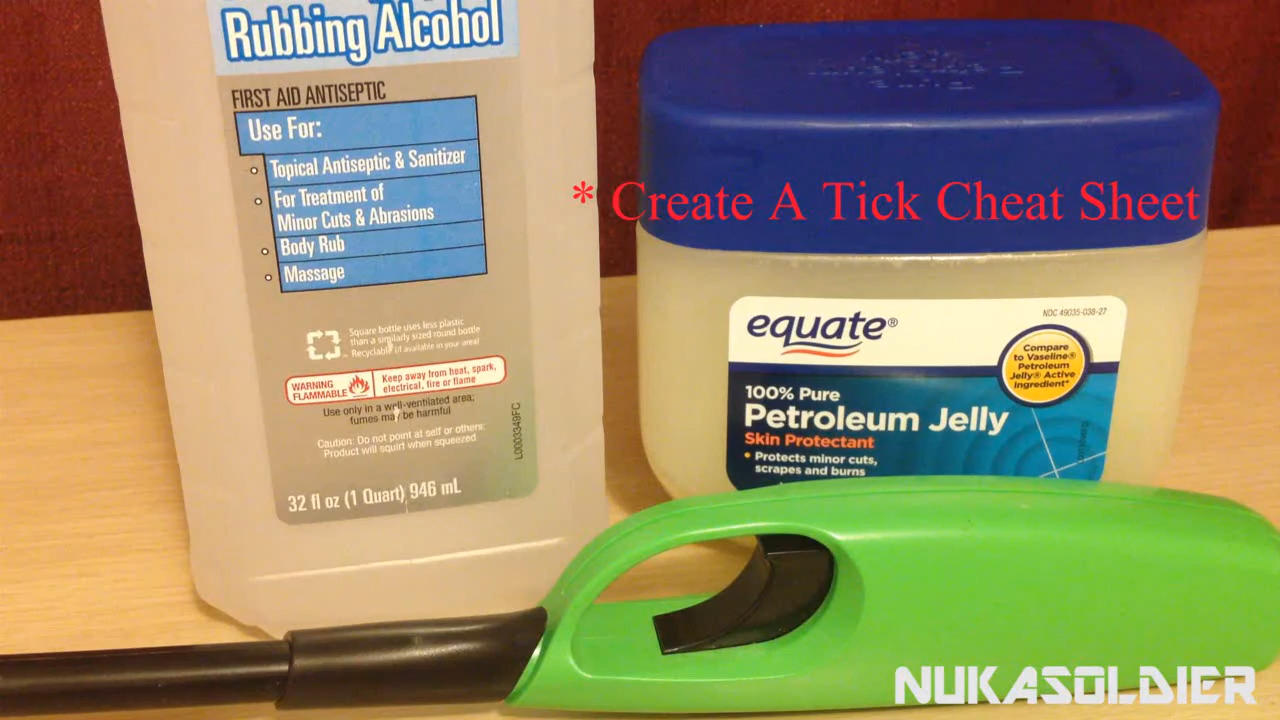 Rubbing Alcohol
FIRST AID ANTISEPTIC
Use For:
Topical Antiseptic & Sanitizer
For Treatment of
Minor Cuts & Abrasions
Body Rub
Massage
Square bottle uses less plastic
than a similarly sized round bottle
Recyclable (if available in your area)
WARNING
FLAMMABLE
Keep away from heat, spark,
electrical, fire or flame
Use only in a well-ventilated area;
fumes may be harmful
Caution: Do not point at self or others:
Product will squirt when squeezed
L0003349FC
32 fl oz (1 Quart) 946 mL
* Create A Tick Cheat Sheet
equate®
NDC 49035-038-27
Compare
to Vaseline®
Petroleum
Jelly® Active
Ingredient*
100% Pure
Petroleum Jelly
Skin Protectant
• Protects minor cuts,
scrapes and burns
NUKASOLDIER